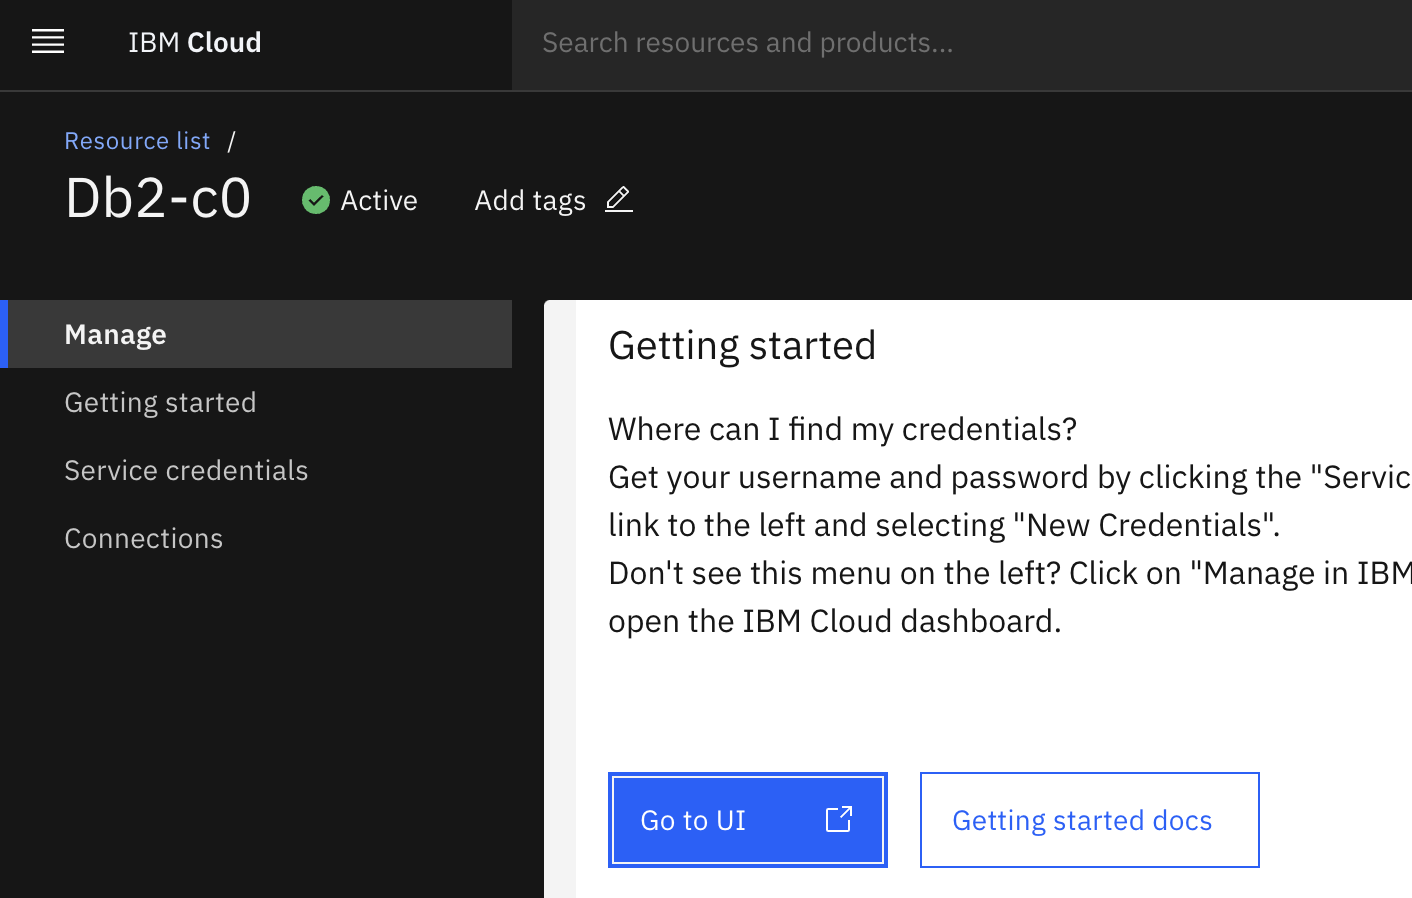 IBM Cloud
Search resources and products...
Resource list /
Db2-c0
Active
Add tags
Manage
Getting started
Service credentials
Connections
Getting started
Where can I find my credentials?
Get your username and password by clicking the "Servic
link to the left and selecting "New Credentials".
Don't see this menu on the left? Click on "Manage in IBM
open the IBM Cloud dashboard.
Go to UI
Getting started docs